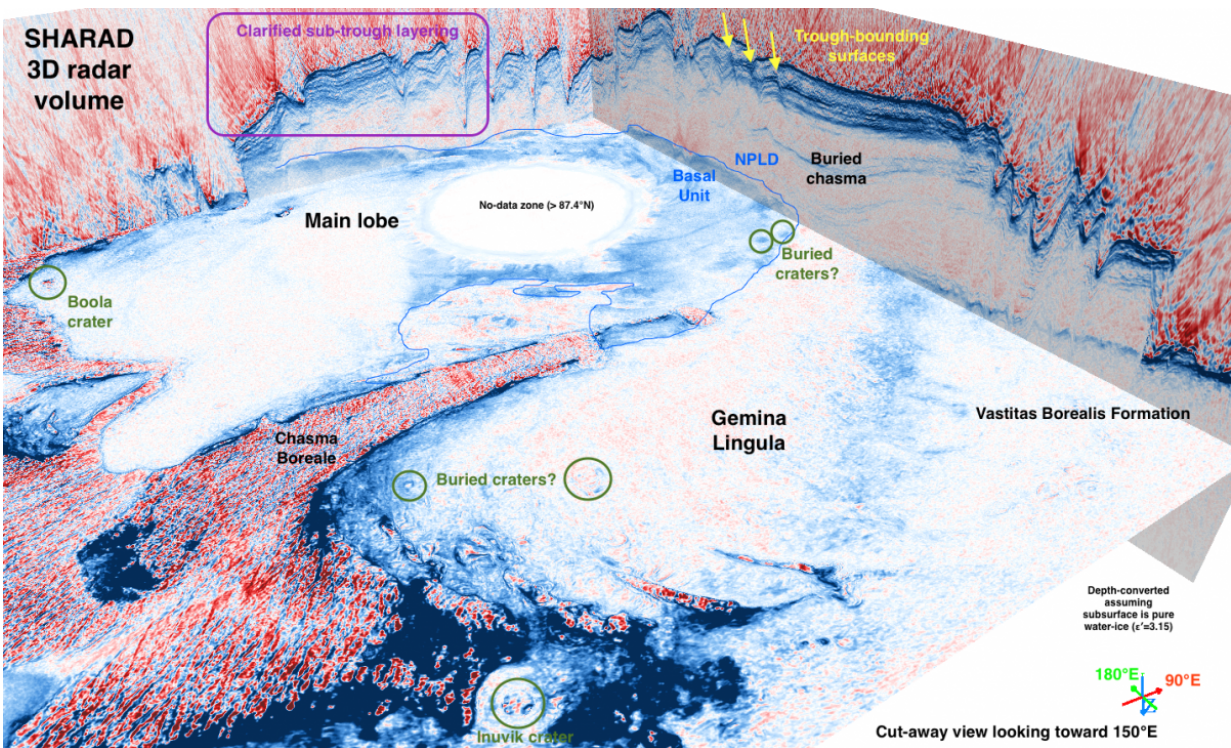 SHARAD
3D radar
volume
Clarified sub-trough layering
Trough-bounding
surfaces
NPLD
Basal
Unit
Buried
chasma
Main lobe
No-data zone (> 87.4°N)
Buried
craters?
Boola
crater
Gemina
Lingula
Vastitas Borealis Formation
Chasma
Boreale
Buried craters?
Depth-converted
assuming
subsurface is pure
water-ice (ε'=3.15)
180°E
90°E
Inuvik crater
Cut-away view looking toward 150°E